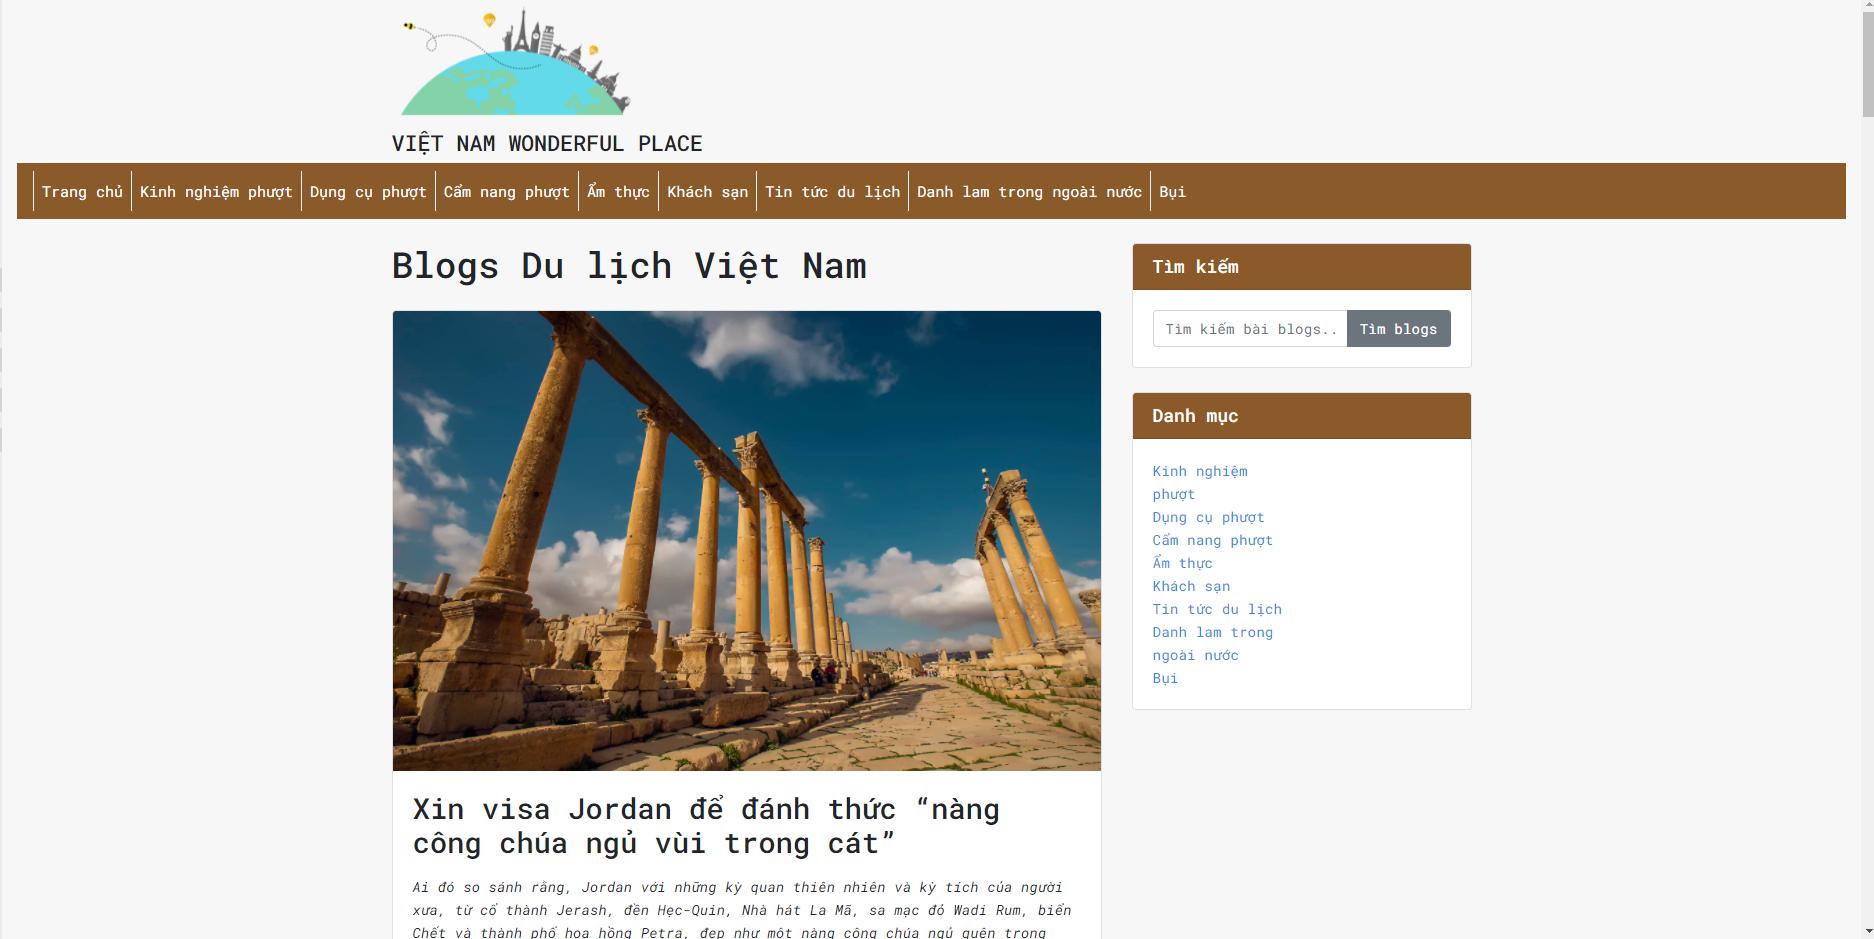 VIỆT NAM WONDERFUL PLACE
Trang chủ Kinh nghiệm phượt Dụng cụ phượt Cẩm nang phượt Ẩm thực Khách sạn Tin tức du lịch Danh lam trong ngoài nước Bụi
Blogs Du lịch Việt Nam
Xin visa Jordan để đánh thức “nàng
công chúa ngủ vùi trong cát”
Ai đó so sánh rằng, Jordan với những kỳ quan thiên nhiên và kỳ tích của người
xưa, từ cổ thành Jerash, đền Hẹc-Quin, Nhà hát La Mã, sa mạc đỏ Wadi Rum, biển
Chết và thành phố hoa hồng Petra, đẹp như một nàng công chúa ngủ quên trong
Tìm kiếm
Tìm kiếm bài blogs.. Tìm blogs
Danh mục
Kinh nghiệm
phượt
Dụng cụ phượt
Cẩm nang phượt
Ẩm thực
Khách sạn
Tin tức du lịch
Danh lam trong
ngoài nước
Bụi